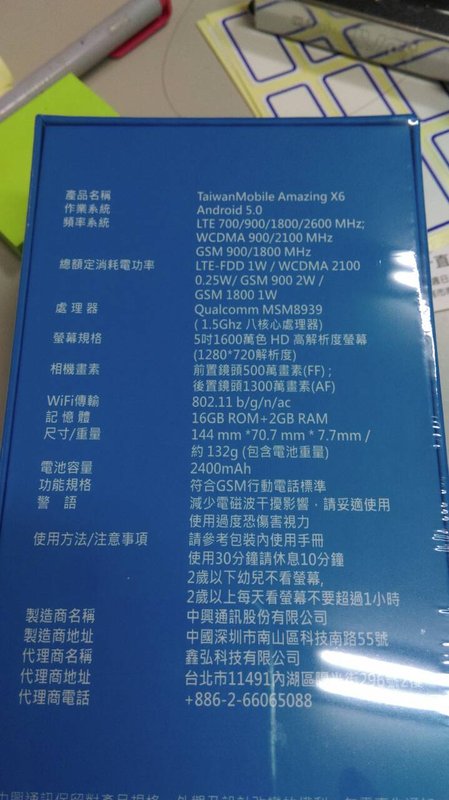 產品名稱 TaiwanMobile Amazing X6
作業系統 Android 5.0
頻率系統 LTE 700/900/1800/2600 MHz;
WCDMA 900/2100 MHz
GSM 900/1800 MHz
總額定消耗電功率 LTE-FDD 1W / WCDMA 2100
0.25W/ GSM 900 2W /
GSM 1800 1W
處 理 器 Qualcomm MSM8939
( 1.5Ghz 八核心處理器)
螢幕規格 5吋1600萬色 HD 高解析度螢幕
(1280*720解析度)
相機畫素 前置鏡頭500萬畫素(FF) ;
後置鏡頭1300萬畫素(AF)
WiFi傳輸 802.11 b/g/n/ac
記 憶 體 16GB ROM+2GB RAM
尺寸/重量 144 mm *70.7 mm * 7.7mm /
約 132g (包含電池重量)
電池容量 2400mAh
功能規格 符合GSM行動電話標準
警 語 減少電磁波干擾影響，請妥適使用
使用過度恐傷害視力
使用方法/注意事項 請參考包裝內使用手冊
使用30分鐘請休息10分鐘
2歲以下幼兒不看螢幕,
2歲以上每天看螢幕不要超過1小時
製造商名稱 中興通訊股份有限公司
製造商地址 中國深圳市南山區科技南路55號
代理商名稱 鑫弘科技有限公司
代理商地址 台北市11491內湖區陽光街296號2樓
代理商電話 +886-2-66065088